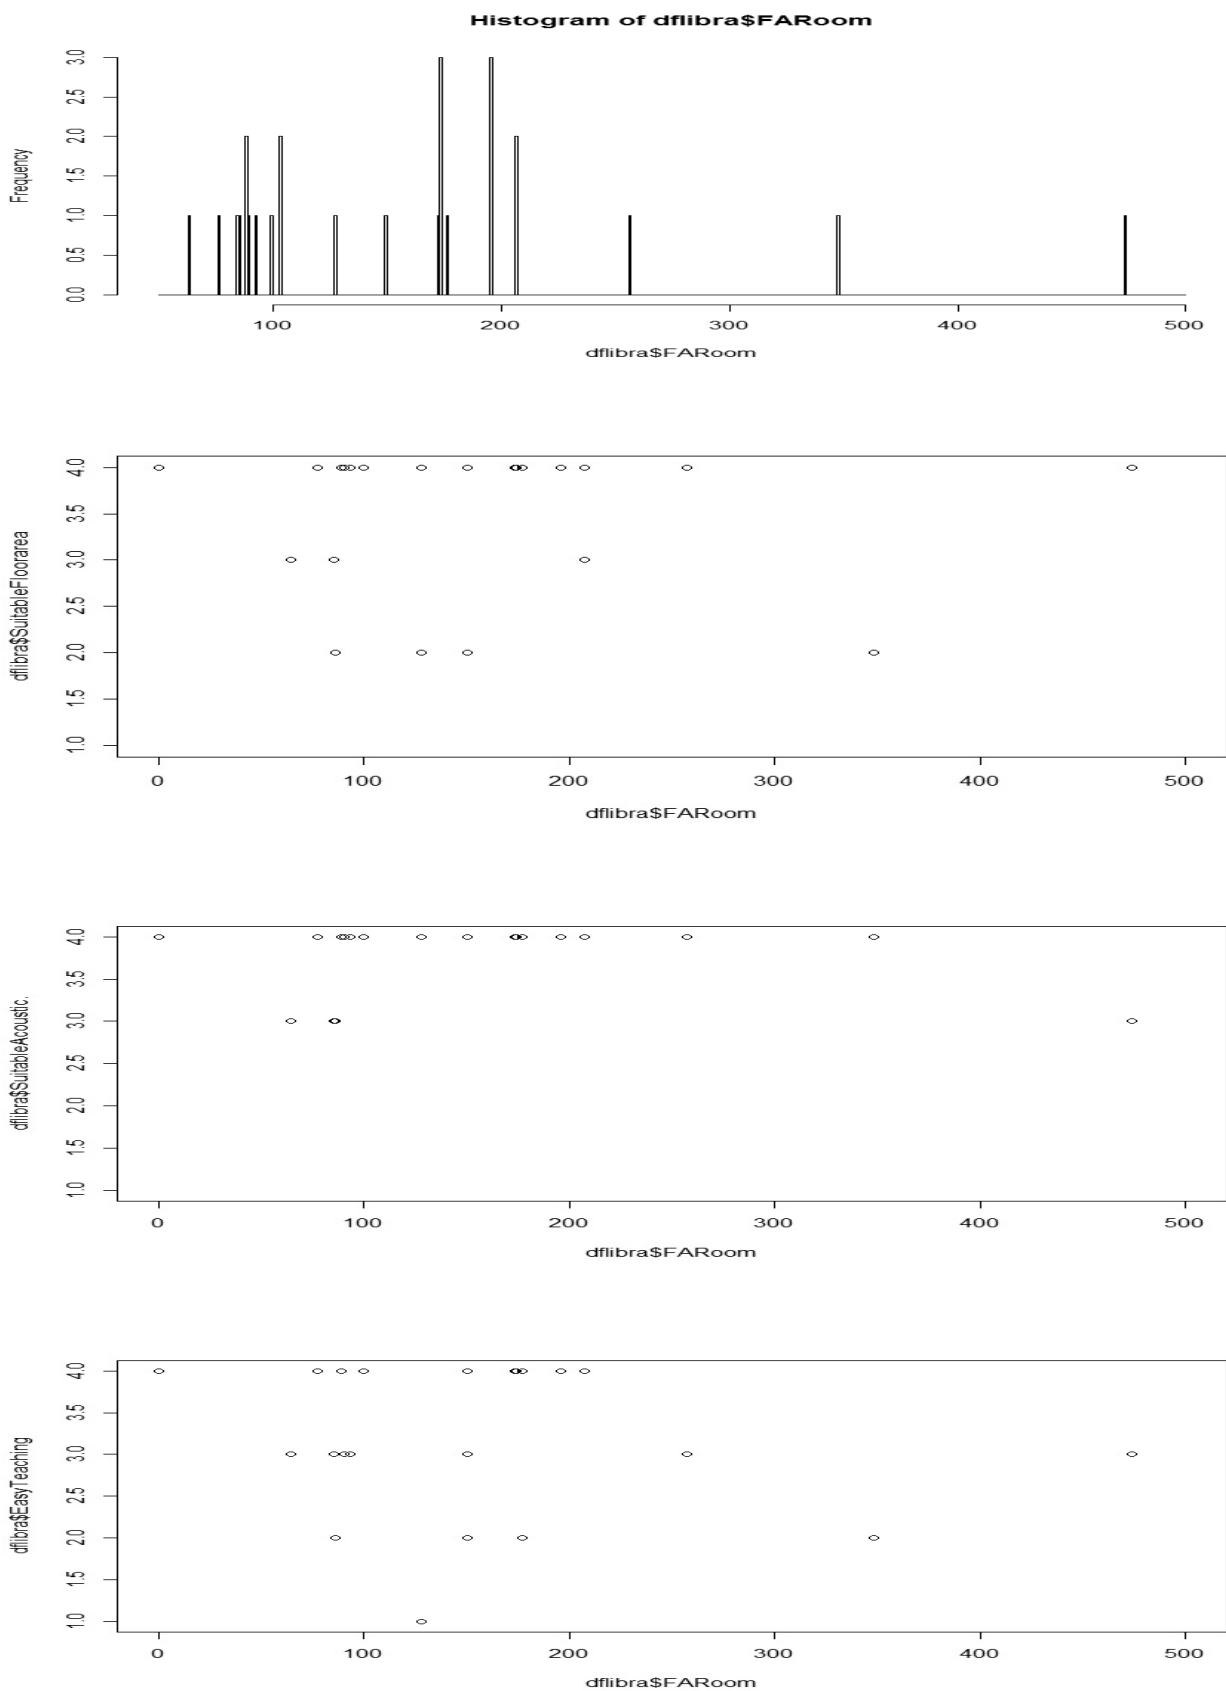 Histogram of dflibra$FARoom
Frequency
0.0 0.5 1.0 1.5 2.0 2.5 3.0
100 200 300 400 500
dflibra$FARoom
dflibra$SuitableFloorarea
1.0 1.5 2.0 2.5 3.0 3.5 4.0
0 100 200 300 400 500
dflibra$FARoom
dflibra$SuitableAcoustic.
1.0 1.5 2.0 2.5 3.0 3.5 4.0
0 100 200 300 400 500
dflibra$FARoom
dflibra$EasyTeaching
1.0 1.5 2.0 2.5 3.0 3.5 4.0
0 100 200 300 400 500
dflibra$FARoom